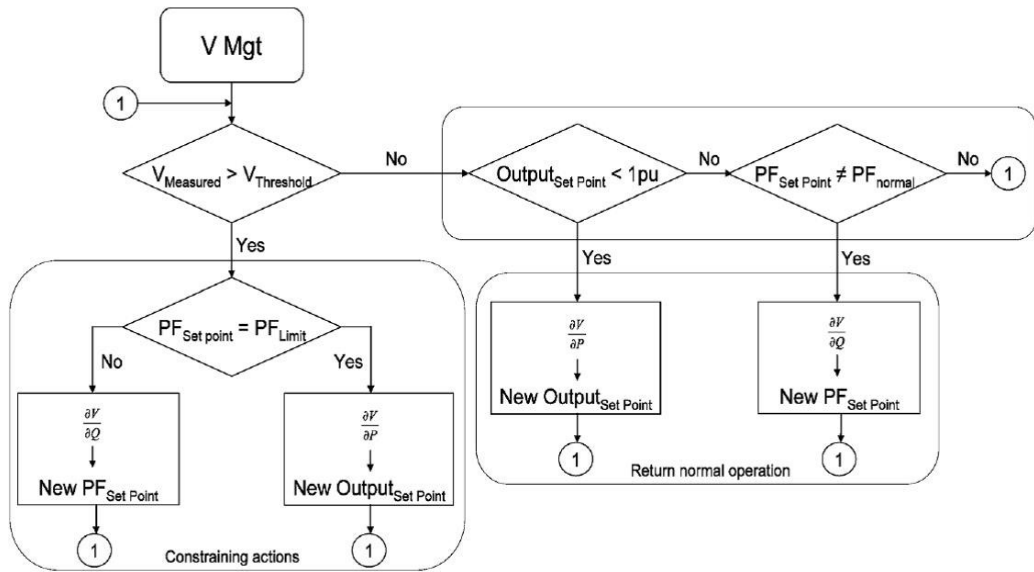 V Mgt
1
V_Measured > V_Threshold
No
Output_Set Point < 1pu
No
PF_Set Point ≠ PF_normal
No
1
Yes
Yes
Yes
PF_Set point = PF_Limit
No
Yes
∂V/∂Q
New PF_Set Point
1
∂V/∂P
New Output_Set Point
1
Constraining actions
∂V/∂P
New Output_Set Point
1
∂V/∂Q
New PF_Set Point
1
Return normal operation